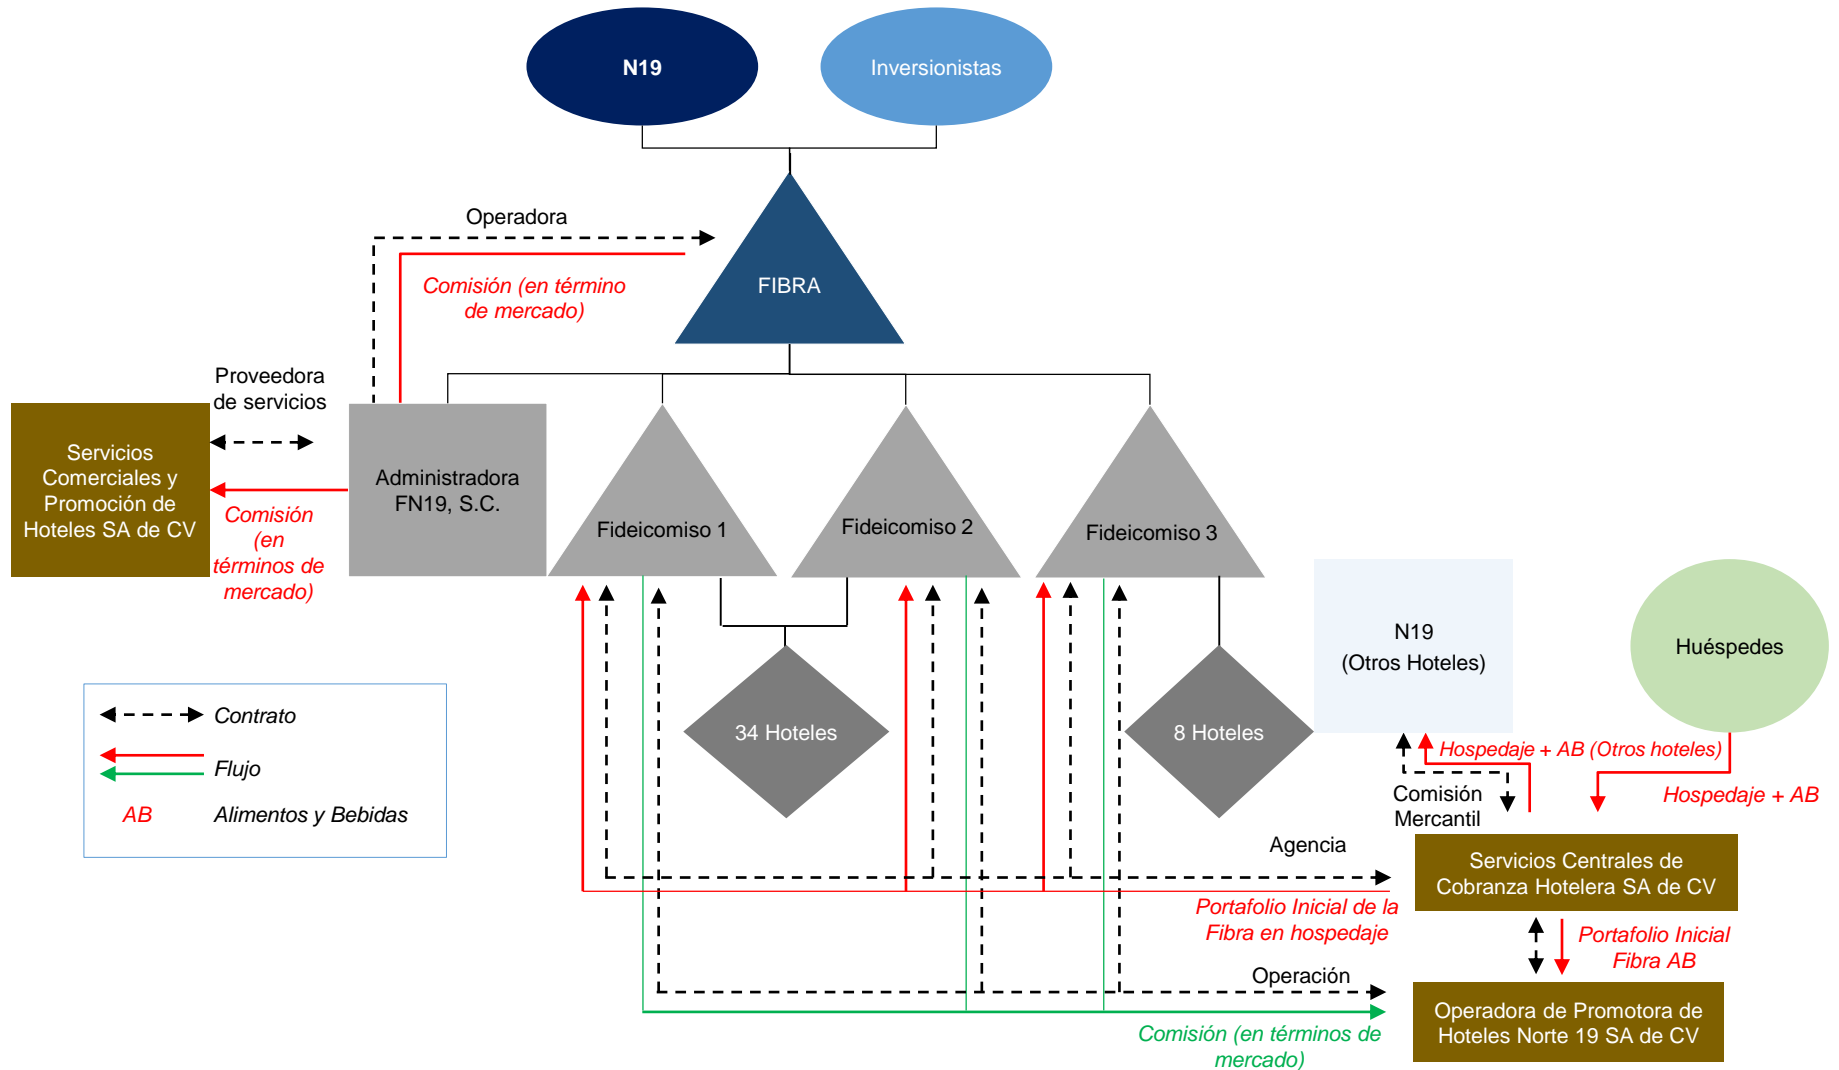 N19
Inversionistas
Operadora
Comisión (en término
de mercado)
FIBRA
Proveedora
de servicios
Servicios
Comerciales y
Promoción de
Hoteles SA de CV
Comisión
(en
términos de
mercado)
Administradora
FN19, S.C.
Fideicomiso 1
Fideicomiso 2
Fideicomiso 3
N19
(Otros Hoteles)
Huéspedes
34 Hoteles
8 Hoteles
Contrato
Flujo
AB
Alimentos y Bebidas
Hospedaje + AB (Otros hoteles)
Hospedaje + AB
Comisión
Mercantil
Agencia
Servicios Centrales de
Cobranza Hotelera SA de CV
Portafolio Inicial de la
Fibra en hospedaje
Portafolio Inicial
Fibra AB
Operación
Operadora de Promotora de
Hoteles Norte 19 SA de CV
Comisión (en términos de
mercado)